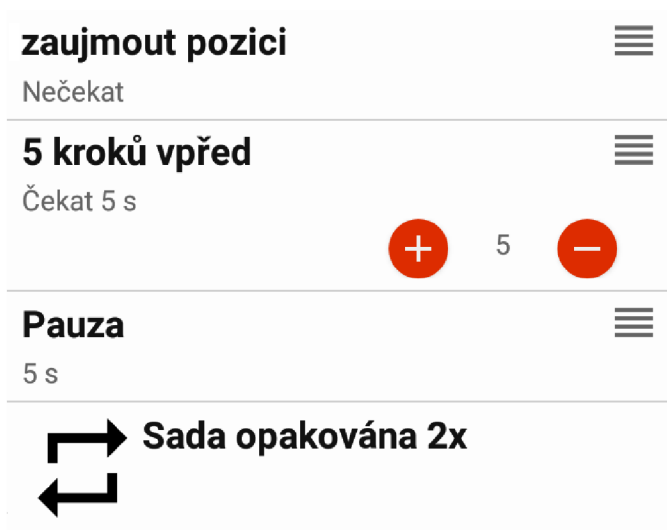 zaujmout pozici
Nečekat
5 kroků vpřed
Čekat 5 s
+ 5 −
Pauza
5 s
Sada opakována 2x